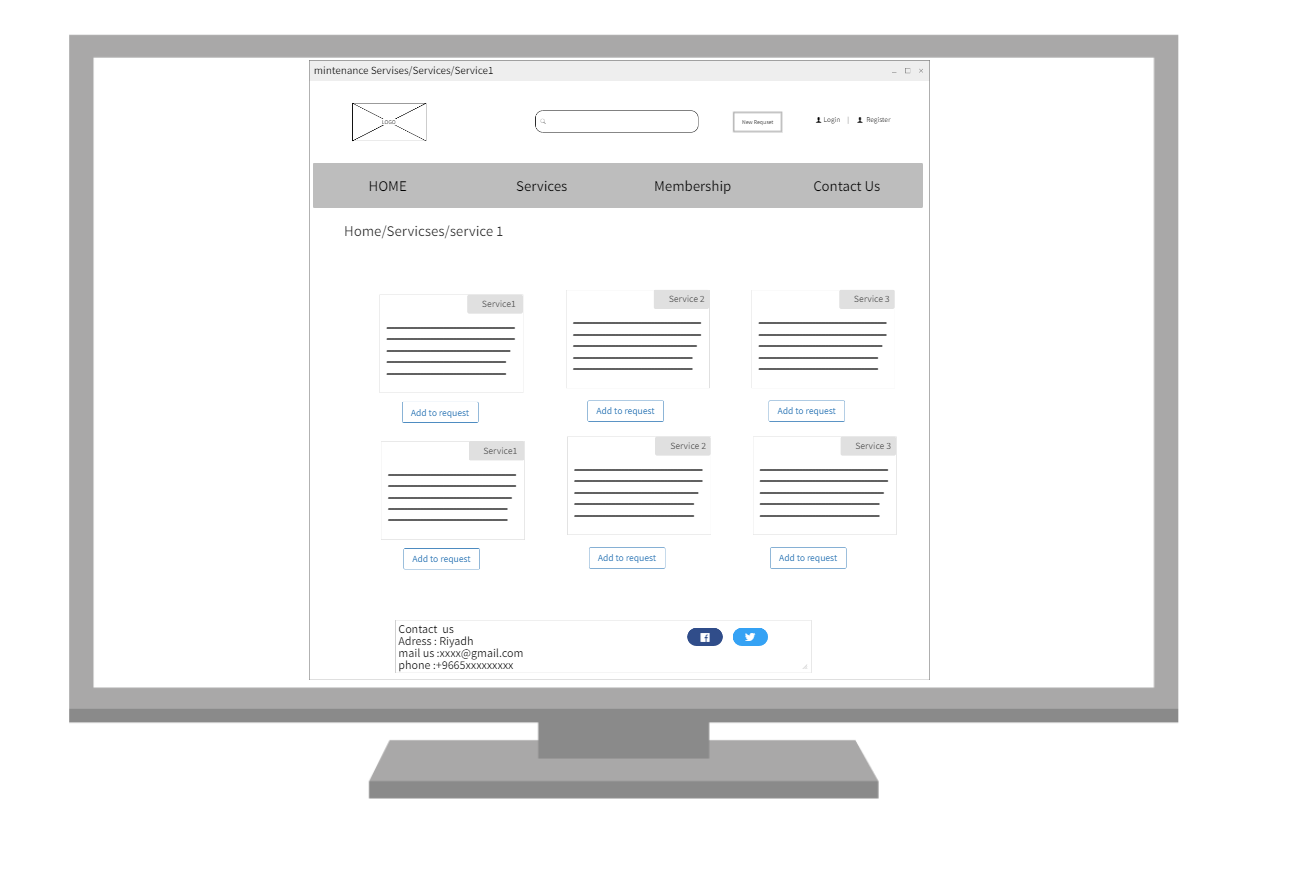 mintenance Servises/Services/Service1
LOGO
New Requset
Login | Register
HOME Services Membership Contact Us
Home/Servicses/service 1
Service1 Service 2 Service 3
Add to request Add to request Add to request
Service1 Service 2 Service 3
Add to request Add to request Add to request
Contact us
Adress : Riyadh
mail us :xxxx@gmail.com
phone :+9665xxxxxxxxx